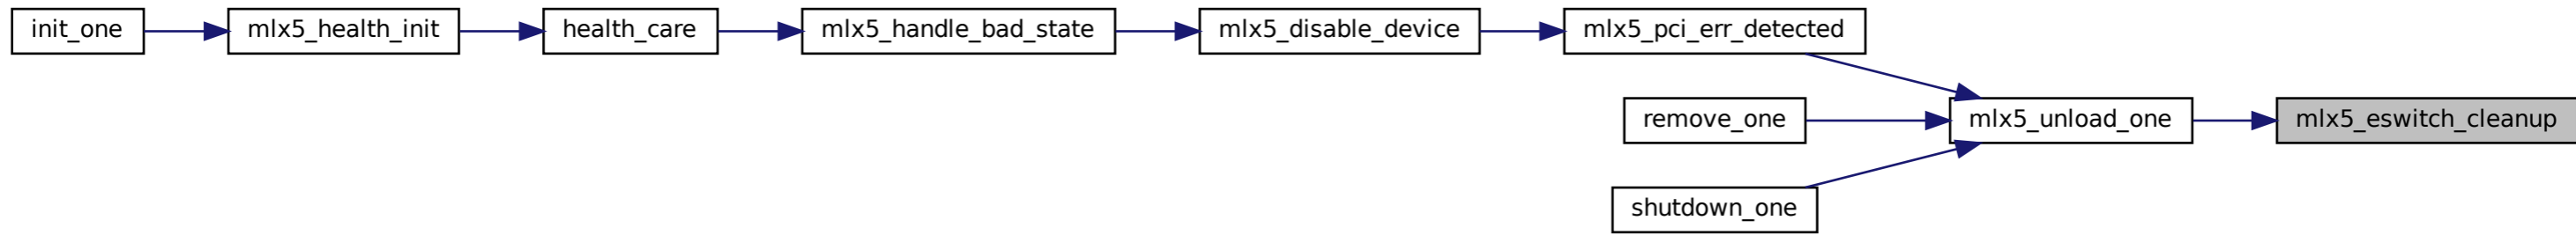 init_one
mlx5_health_init
health_care
mlx5_handle_bad_state
mlx5_disable_device
mlx5_pci_err_detected
remove_one
mlx5_unload_one
mlx5_eswitch_cleanup
shutdown_one